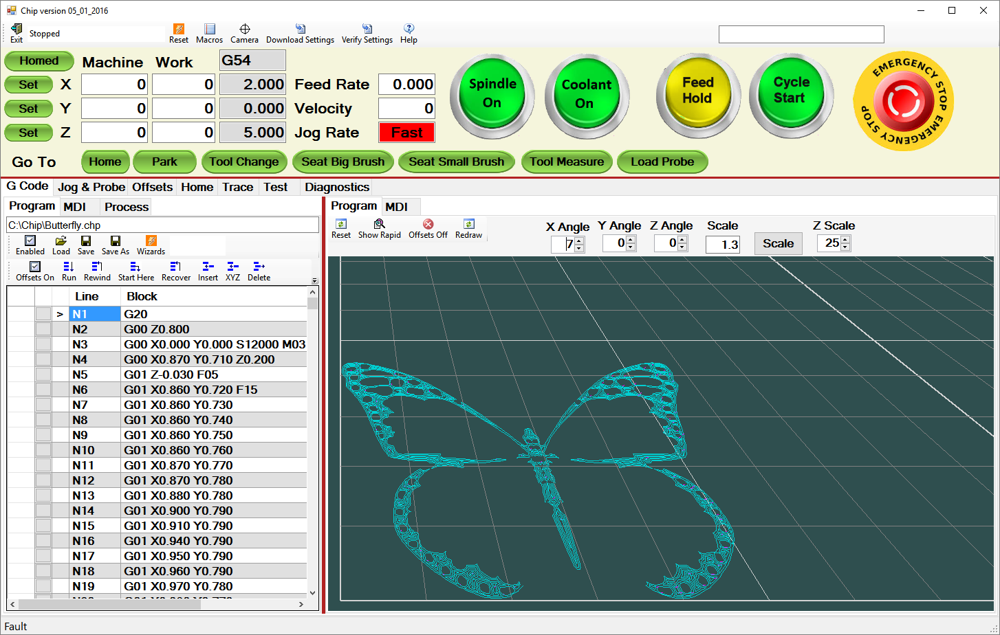 Chip version 05_01_2016
Exit
Stopped
Reset Macros Camera Download Settings Verify Settings Help
Homed Machine Work G54
Set X 0 0 2.000 Feed Rate 0.000
Set Y 0 0 0.000 Velocity 0
Set Z 0 0 5.000 Jog Rate Fast
Spindle
On
Coolant
On
Feed
Hold
Cycle
Start
EMERGENCY STOP EMERGENCY STOP
Go To Home Park Tool Change Seat Big Brush Seat Small Brush Tool Measure Load Probe
G Code Jog & Probe Offsets Home Trace Test Diagnostics
Program MDI Process
C:\Chip\Butterfly.chp
Enabled Load Save Save As Wizards
Offsets On Run Rewind Start Here Recover Insert XYZ Delete
Line Block
> N1 G20
N2 G00 Z0.800
N3 G00 X0.000 Y0.000 S12000 M03
N4 G00 X0.870 Y0.710 Z0.200
N5 G01 Z-0.030 F05
N6 G01 X0.860 Y0.720 F15
N7 G01 X0.860 Y0.730
N8 G01 X0.860 Y0.740
N9 G01 X0.860 Y0.750
N10 G01 X0.860 Y0.760
N11 G01 X0.870 Y0.770
N12 G01 X0.870 Y0.780
N13 G01 X0.880 Y0.780
N14 G01 X0.900 Y0.790
N15 G01 X0.910 Y0.790
N16 G01 X0.940 Y0.790
N17 G01 X0.950 Y0.790
N18 G01 X0.960 Y0.790
N19 G01 X0.970 Y0.780
Program MDI
Reset Show Rapid Offsets Off Redraw
X Angle Y Angle Z Angle Scale Z Scale
7 0 0 1.3 Scale 25
Fault